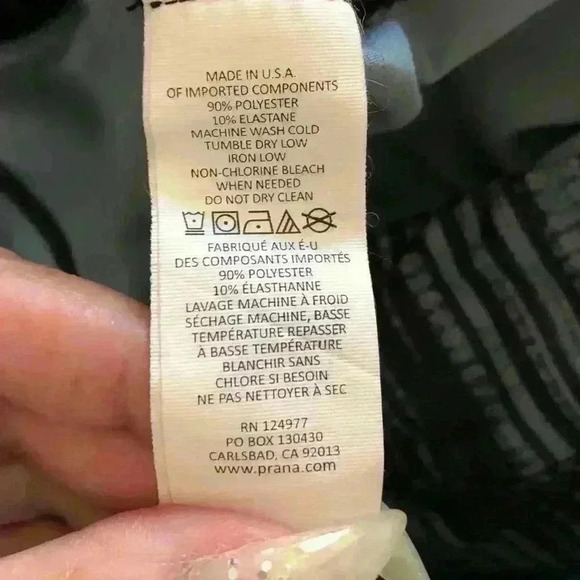 MADE IN U.S.A.
OF IMPORTED COMPONENTS
90% POLYESTER
10% ELASTANE
MACHINE WASH COLD
TUMBLE DRY LOW
IRON LOW
NON-CHLORINE BLEACH
WHEN NEEDED
DO NOT DRY CLEAN
FABRIQUÉ AUX É-U
DES COMPOSANTS IMPORTÉS
90% POLYESTER
10% ÉLASTHANNE
LAVAGE MACHINE À FROID
SÉCHAGE MACHINE, BASSE
TEMPÉRATURE REPASSER
À BASSE TEMPÉRATURE
BLANCHIR SANS
CHLORE SI BESOIN
NE PAS NETTOYER À SEC
RN 124977
PO BOX 130430
CARLSBAD, CA 92013
www.prana.com